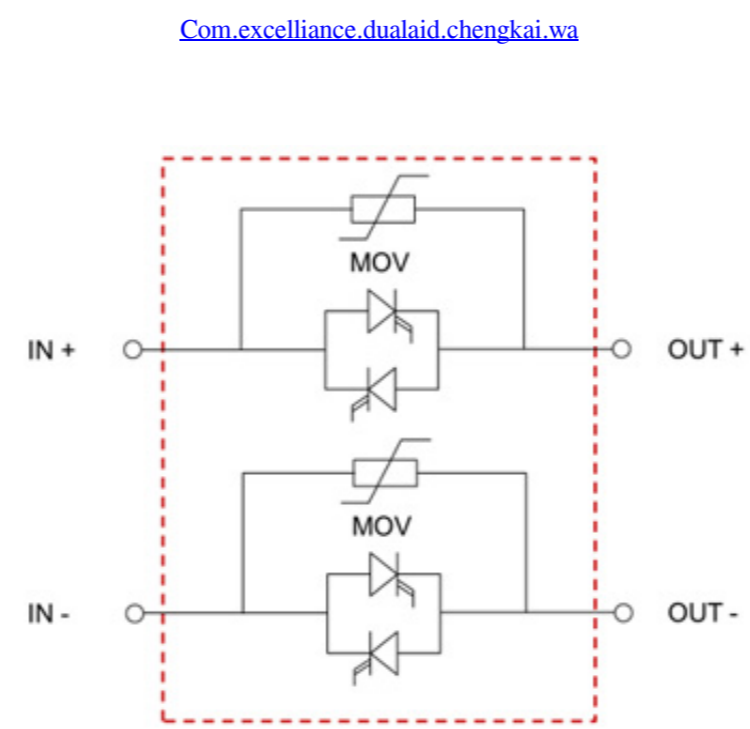 Com.excelliance.dualaid.chengkai.wa
MOV
IN +
OUT +
MOV
IN -
OUT -